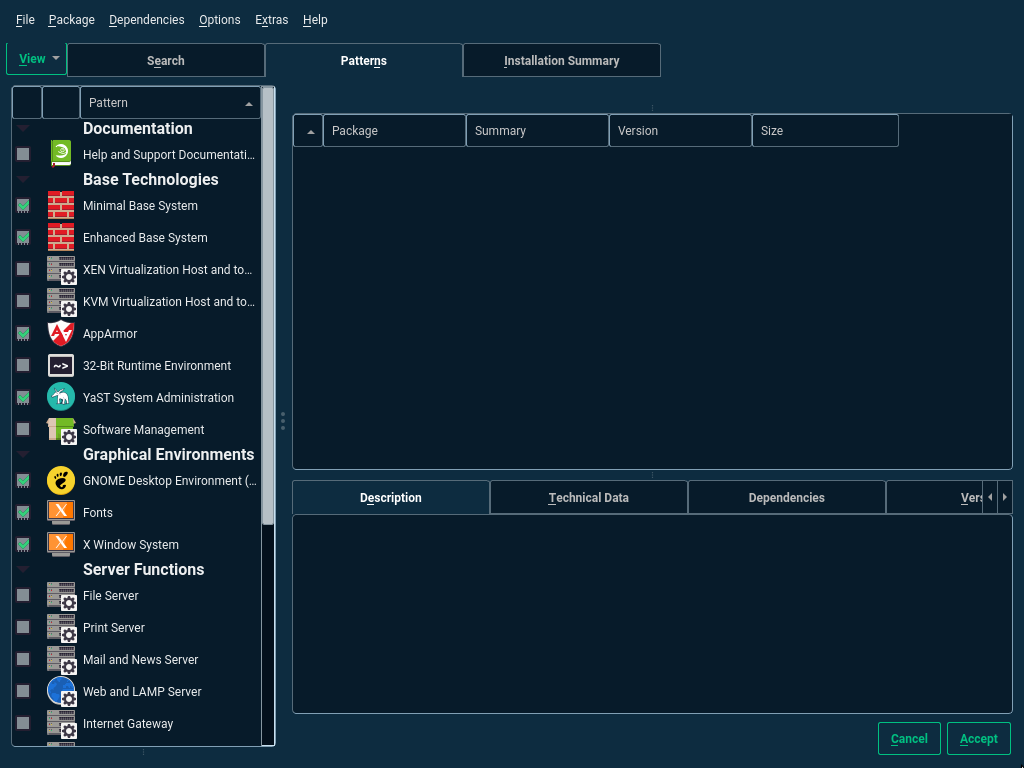 File Package Dependencies Options Extras Help
View Search Patterns Installation Summary
Pattern
Documentation
Help and Support Documentati...
Base Technologies
Minimal Base System
Enhanced Base System
XEN Virtualization Host and to...
KVM Virtualization Host and to...
AppArmor
~> 32-Bit Runtime Environment
YaST System Administration
Software Management
Graphical Environments
GNOME Desktop Environment (...
X Fonts
X X Window System
Server Functions
File Server
Print Server
Mail and News Server
Web and LAMP Server
Internet Gateway
Package Summary Version Size
Description Technical Data Dependencies Vers
Cancel Accept